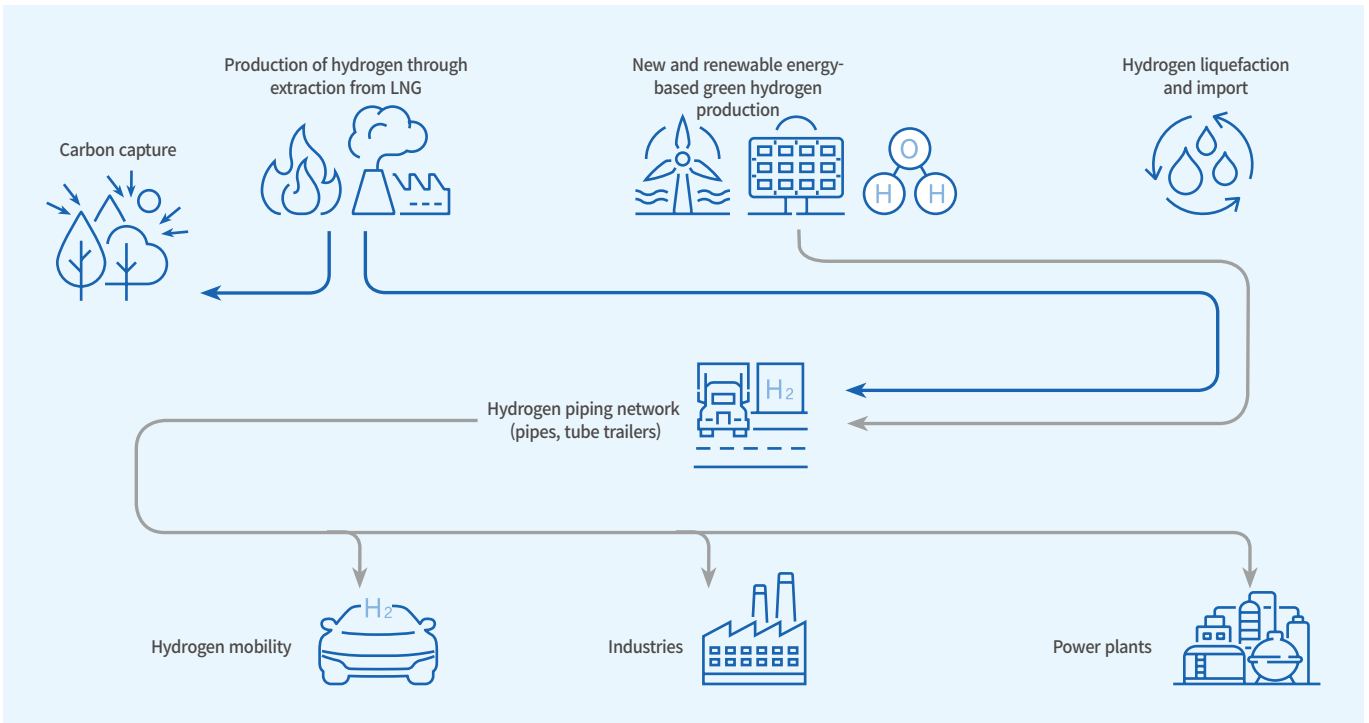 Production of hydrogen through
extraction from LNG
New and renewable energy-
based green hydrogen
production
Hydrogen liquefaction
and import
Carbon capture
O
H
H
H2
Hydrogen piping network
(pipes, tube trailers)
H2
Hydrogen mobility
Industries
Power plants